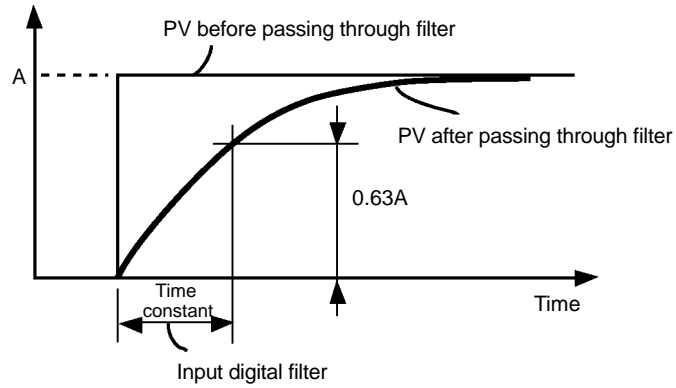 PV before passing through filter
A
PV after passing through filter
0.63A
Time
constant
Time
Input digital filter